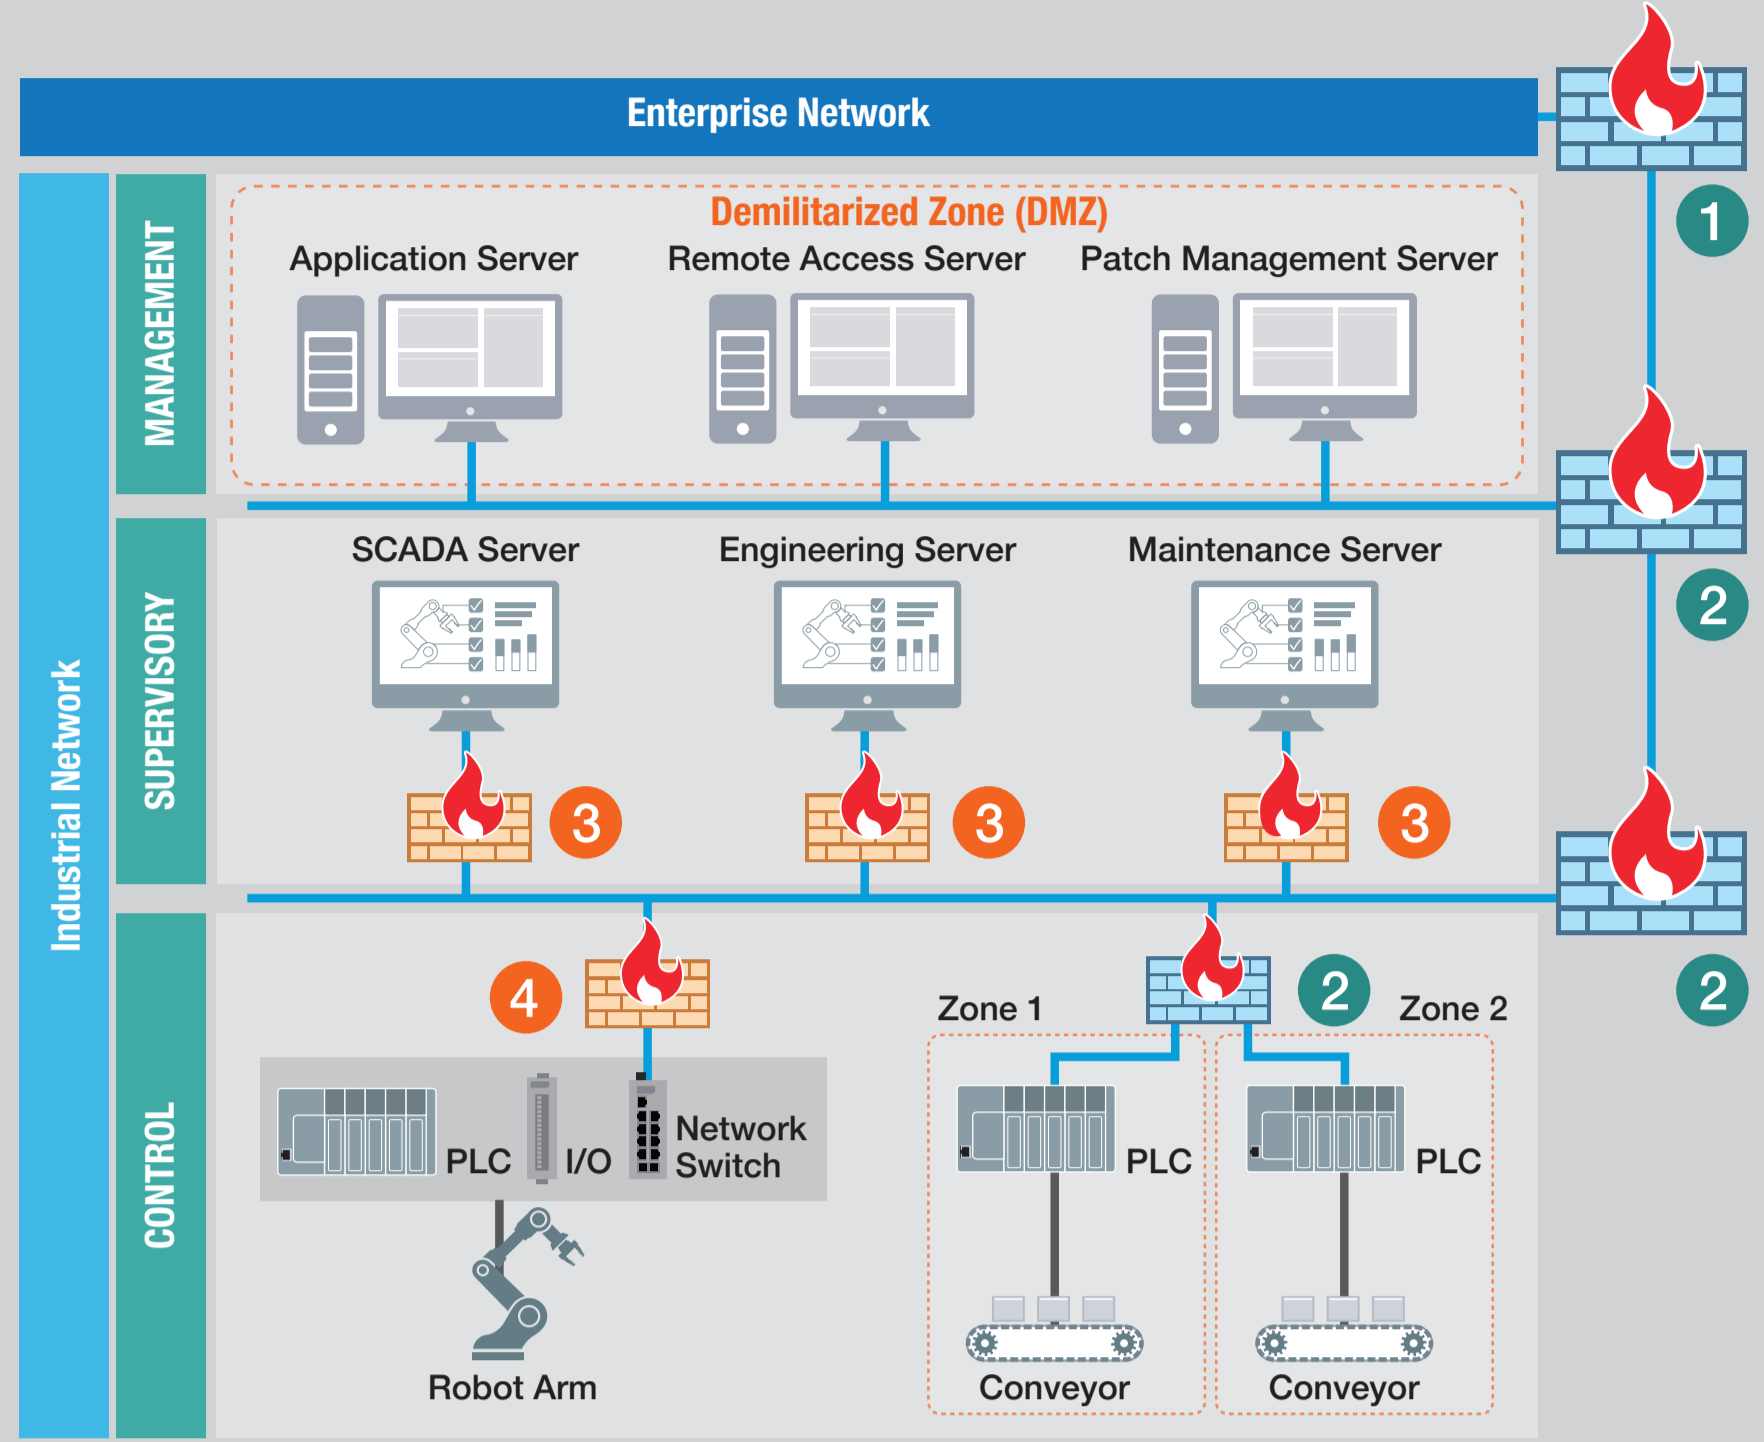 Enterprise Network
1
Industrial Network
MANAGEMENT
Demilitarized Zone (DMZ)
Application Server
Remote Access Server
Patch Management Server
2
SUPERVISORY
SCADA Server
Engineering Server
Maintenance Server
3
3
3
2
CONTROL
4
2
Zone 1
Zone 2
PLC
I/O
Network
Switch
PLC
PLC
Robot Arm
Conveyor
Conveyor